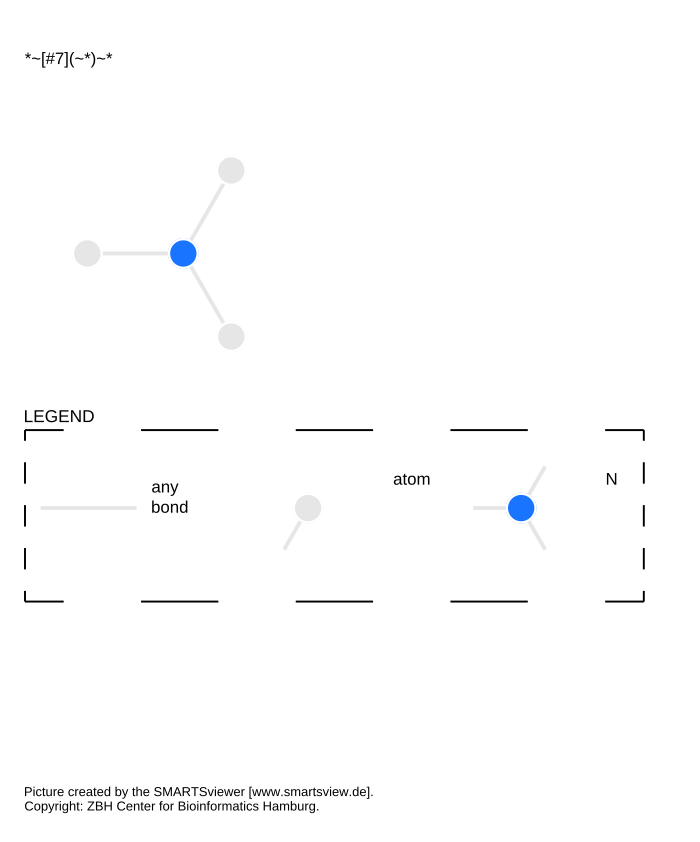 *~[#7](~*)~*
LEGEND
any
bond
atom
N
Picture created by the SMARTSviewer [www.smartsview.de].
Copyright: ZBH Center for Bioinformatics Hamburg.